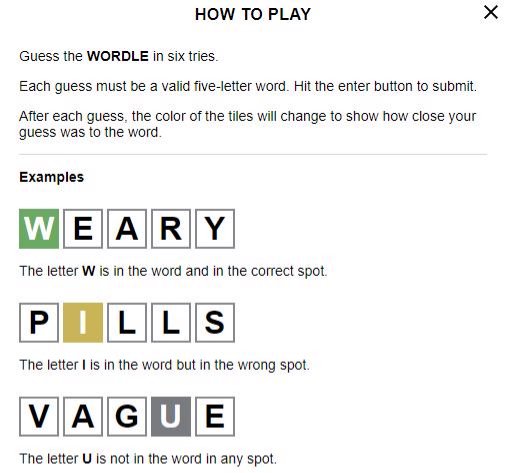 HOW TO PLAY
Guess the WORDLE in six tries.
Each guess must be a valid five-letter word. Hit the enter button to submit.
After each guess, the color of the tiles will change to show how close your
guess was to the word.
Examples
WEARY
The letter W is in the word and in the correct spot.
PILLS
The letter I is in the word but in the wrong spot.
VAGUE
The letter U is not in the word in any spot.